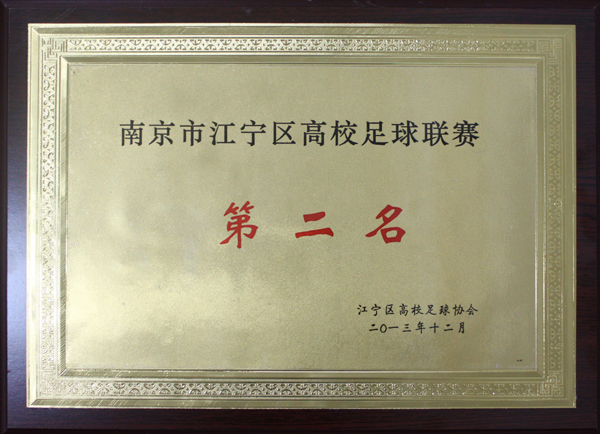 南京市江宁区高校足球联赛
第二名
江宁区高校足球协会
二〇一三年十二月